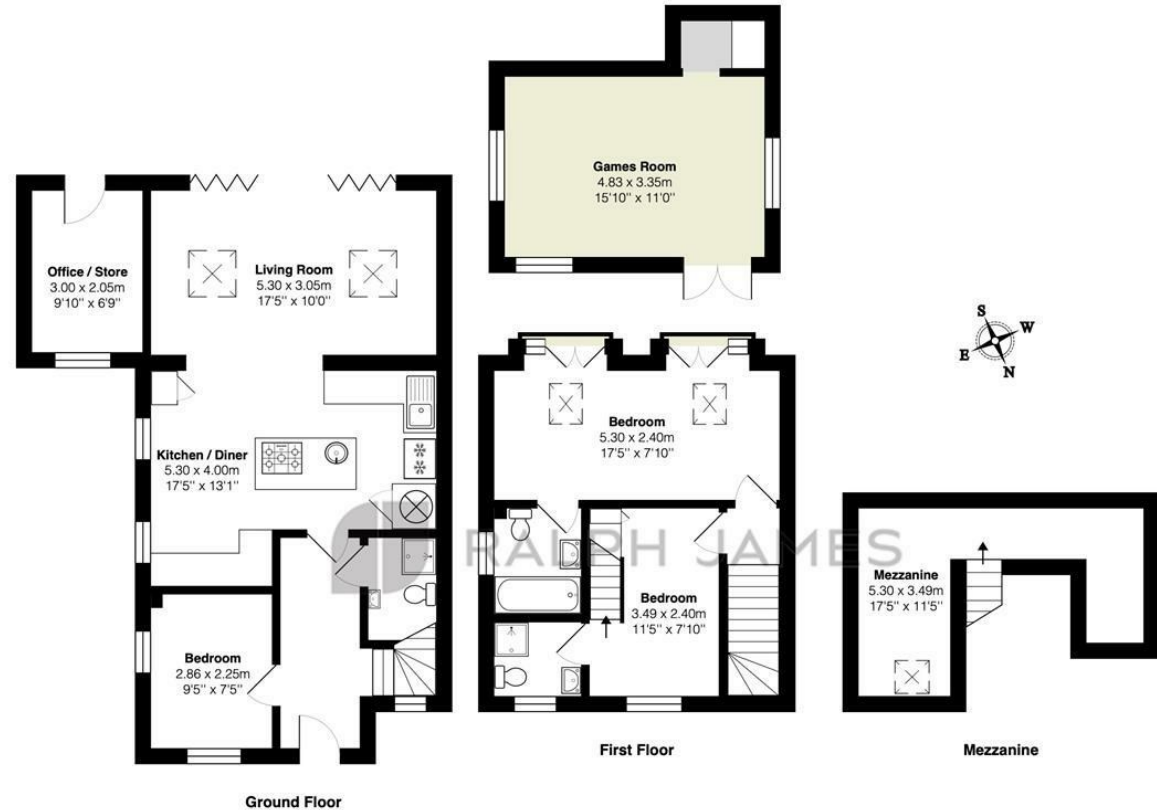 Games Room
4.83 x 3.35m
15'10'' x 11'0''
Office / Store
3.00 x 2.05m
9'10'' x 6'9''
Living Room
5.30 x 3.05m
17'5'' x 10'0''
S
W
E
N
Kitchen / Diner
5.30 x 4.00m
17'5'' x 13'1''
Bedroom
5.30 x 2.40m
17'5'' x 7'10''
RALPH JAMES
Bedroom
2.86 x 2.25m
9'5'' x 7'5''
Bedroom
3.49 x 2.40m
11'5'' x 7'10''
Mezzanine
5.30 x 3.49m
17'5'' x 11'5''
First Floor
Mezzanine
Ground Floor